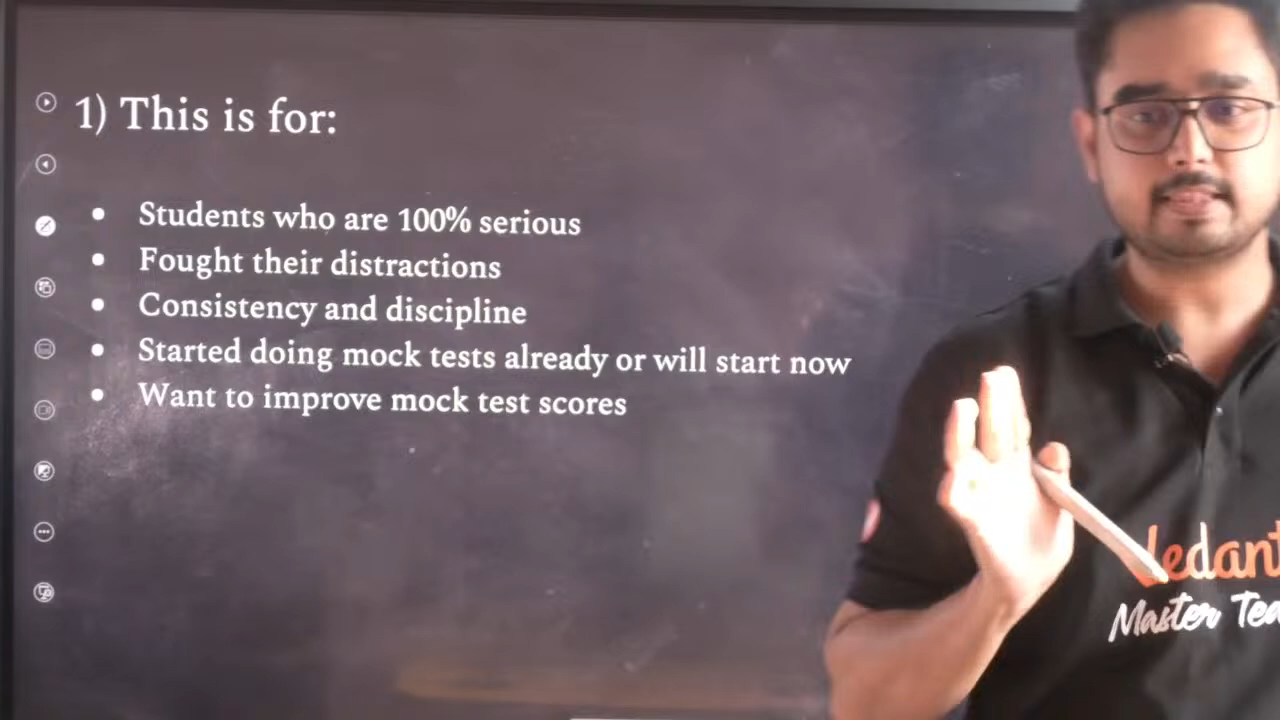 1) This is for:
• Students who are 100% serious
• Fought their distractions
• Consistency and discipline
• Started doing mock tests already or will start now
• Want to improve mock test scores
Vedant
Master Tea